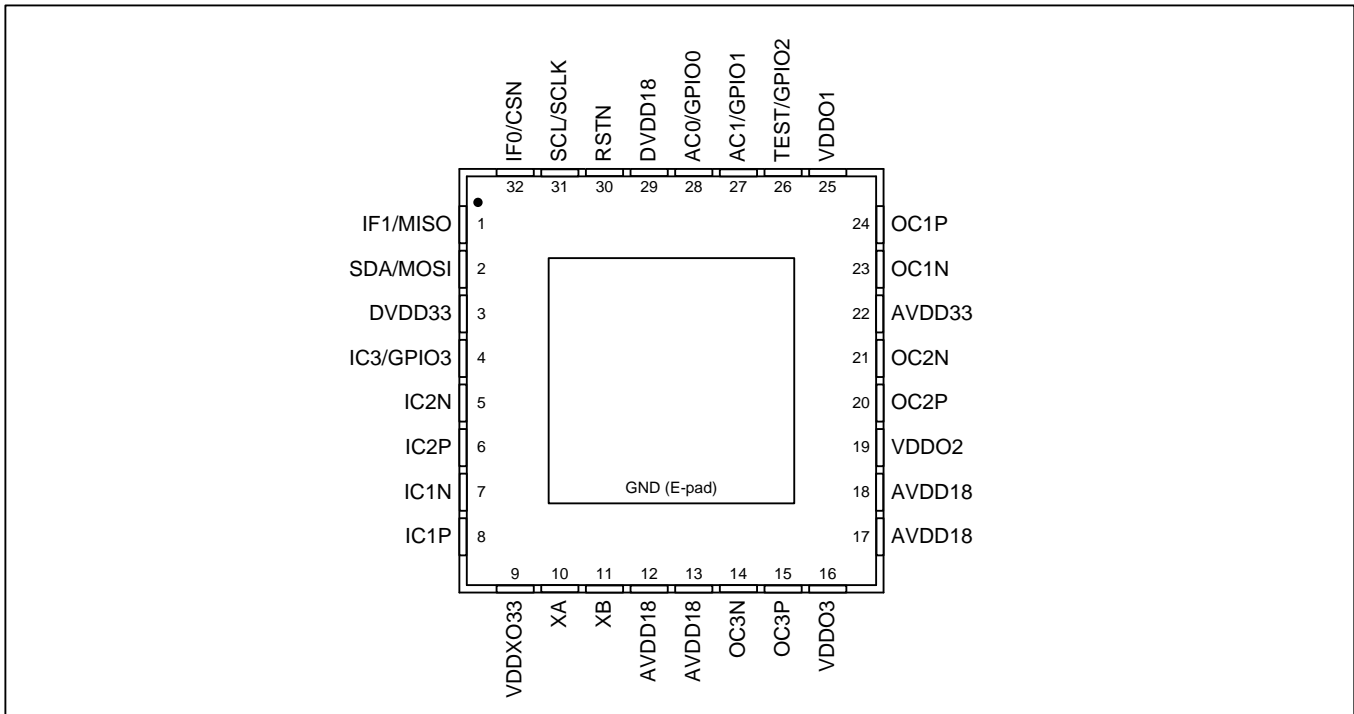 IF0/CSN
SCL/SCLK
RSTN
DVDD18
AC0/GPIO0
AC1/GPIO1
TEST/GPIO2
VDDO1
32 31 30 29 28 27 26 25
IF1/MISO 1
SDA/MOSI 2
DVDD33 3
IC3/GPIO3 4
IC2N 5
IC2P 6
IC1N 7
IC1P 8
24 OC1P
23 OC1N
22 AVDD33
21 OC2N
20 OC2P
19 VDDO2
18 AVDD18
17 AVDD18
GND (E-pad)
9 10 11 12 13 14 15 16
VDDXO33
XA
XB
AVDD18
AVDD18
OC3N
OC3P
VDDO3